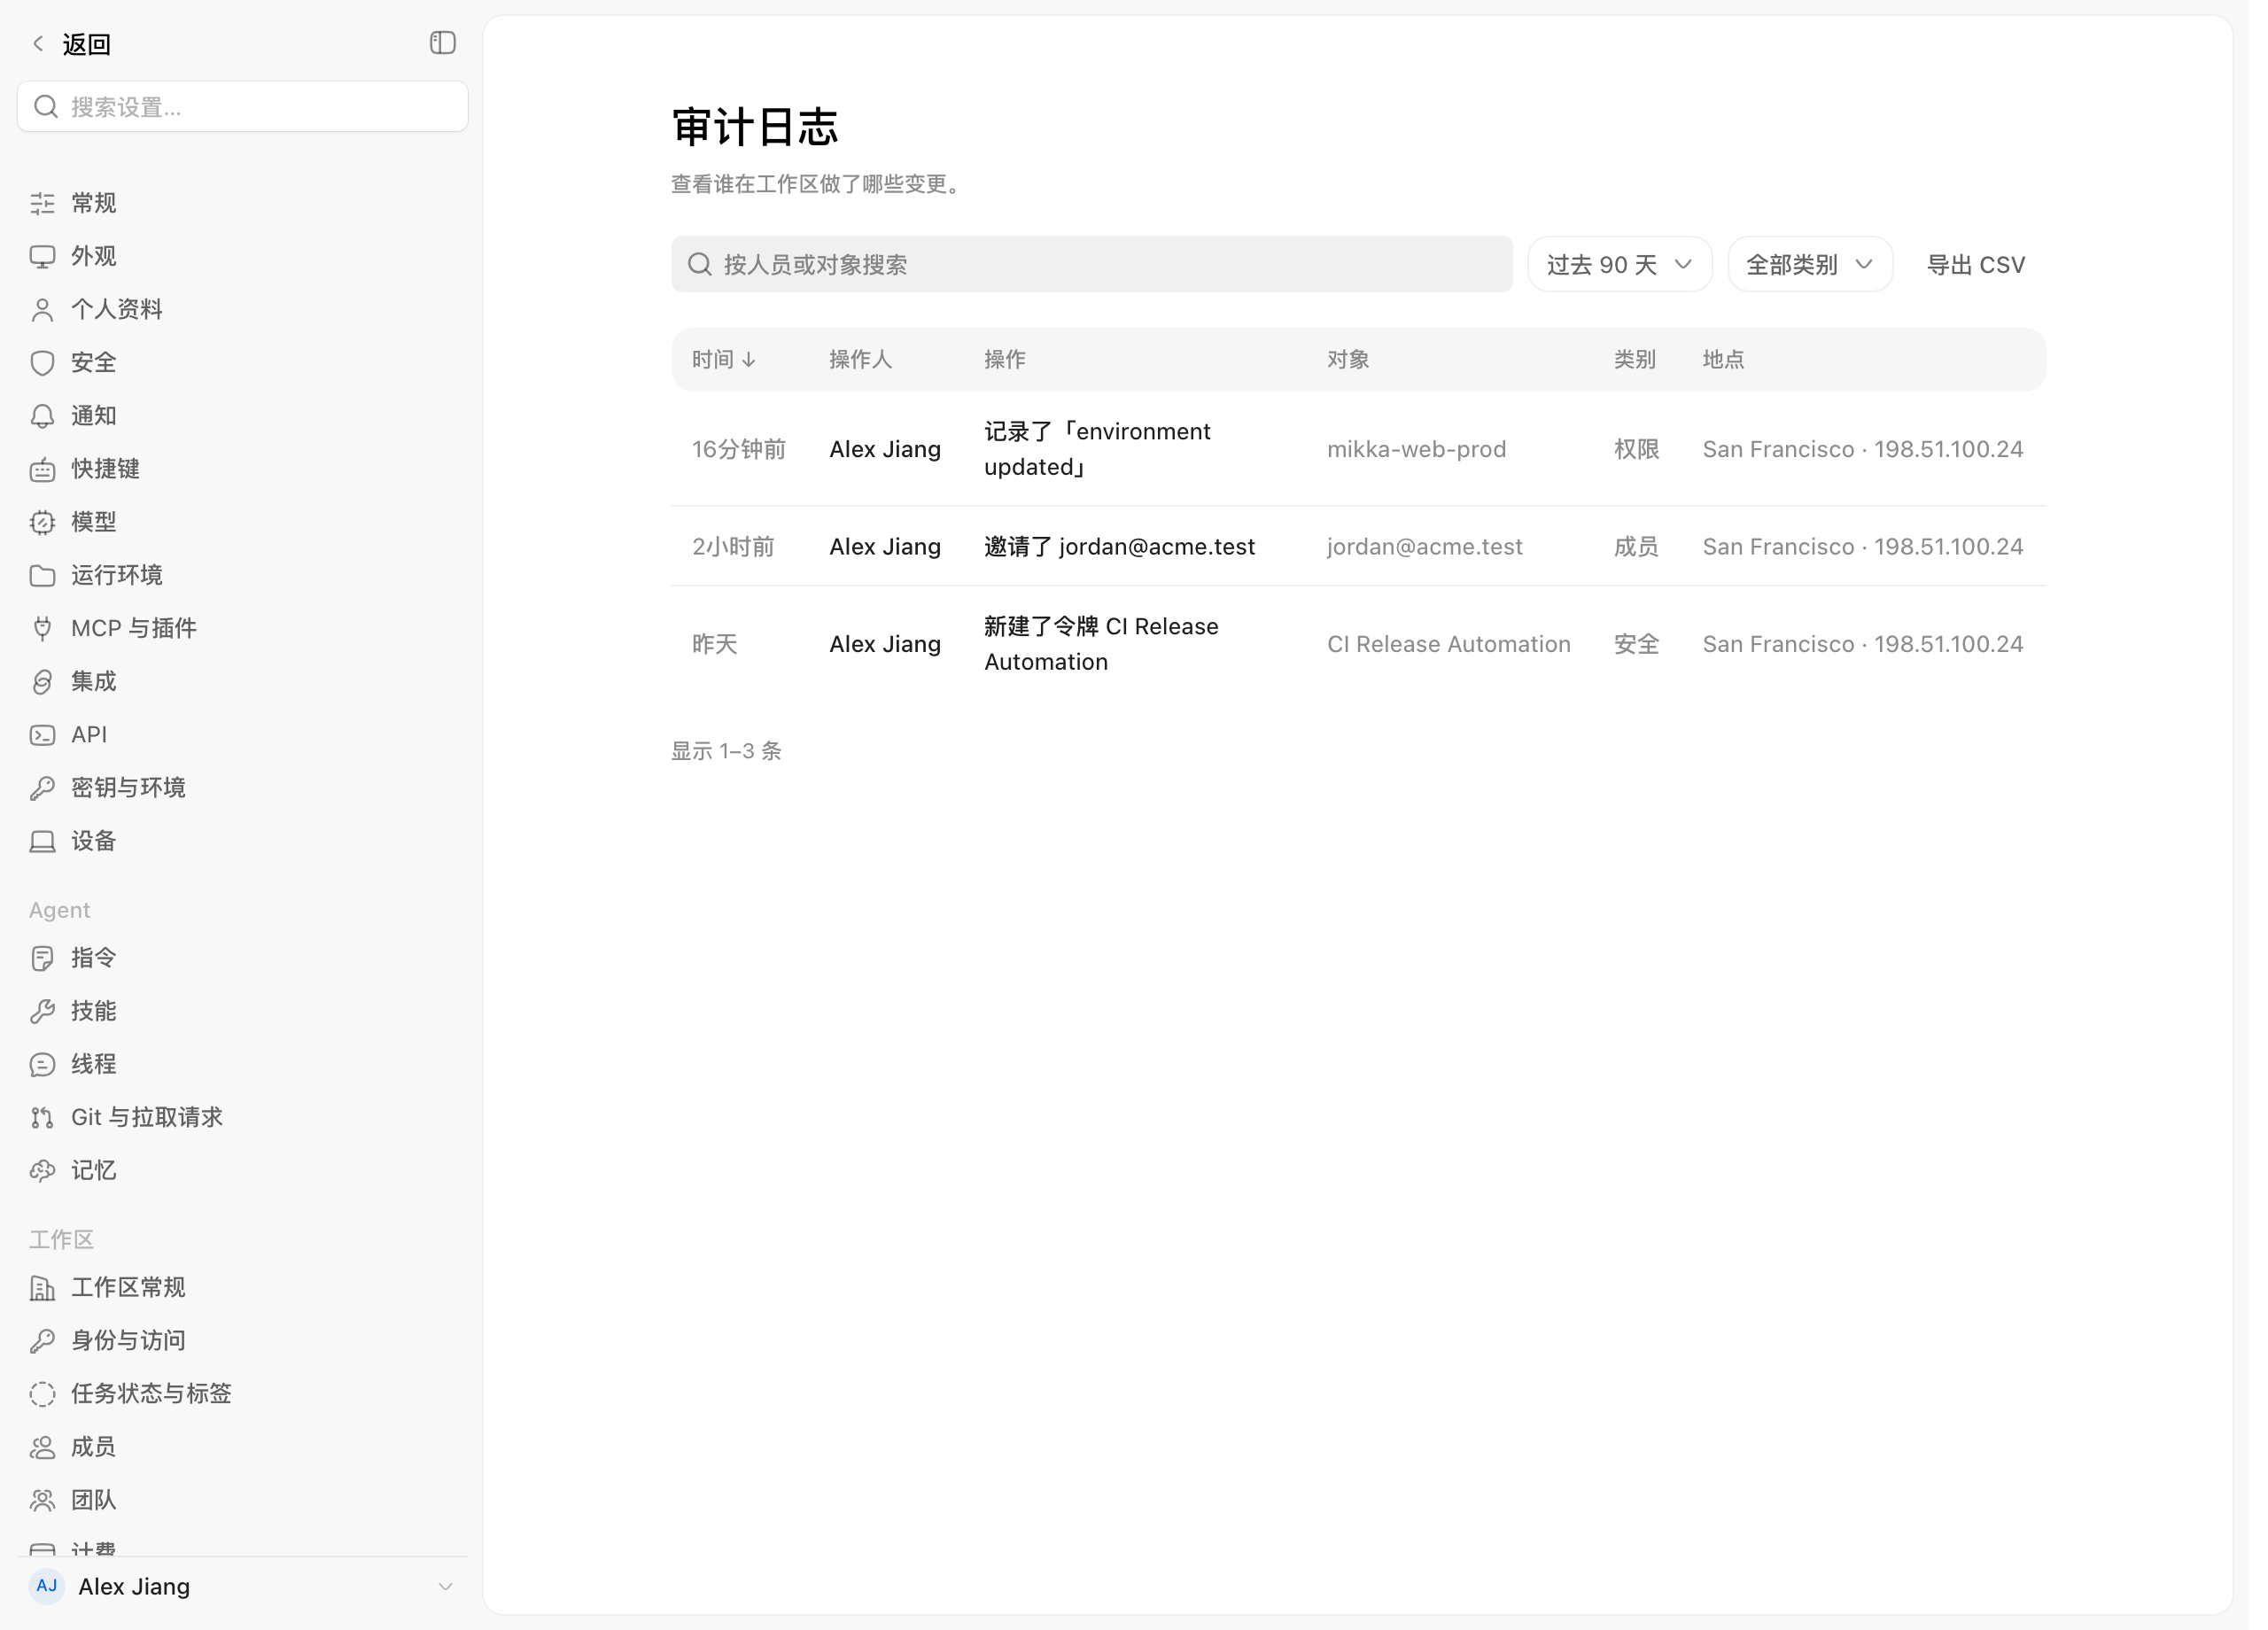 返回
搜索设置...
常规
外观
个人资料
安全
通知
快捷键
模型
运行环境
MCP 与插件
集成
API
密钥与环境
设备
Agent
指令
技能
线程
Git 与拉取请求
记忆
工作区
工作区常规
身份与访问
任务状态与标签
成员
团队
计费
AJ Alex Jiang
审计日志
查看谁在工作区做了哪些变更。
按人员或对象搜索 过去 90 天 全部类别 导出 CSV
时间 ↓ 操作人 操作 对象 类别 地点
16分钟前 Alex Jiang 记录了「environment updated」 mikka-web-prod 权限 San Francisco · 198.51.100.24
2小时前 Alex Jiang 邀请了 jordan@acme.test jordan@acme.test 成员 San Francisco · 198.51.100.24
昨天 Alex Jiang 新建了令牌 CI Release Automation CI Release Automation 安全 San Francisco · 198.51.100.24
显示 1–3 条